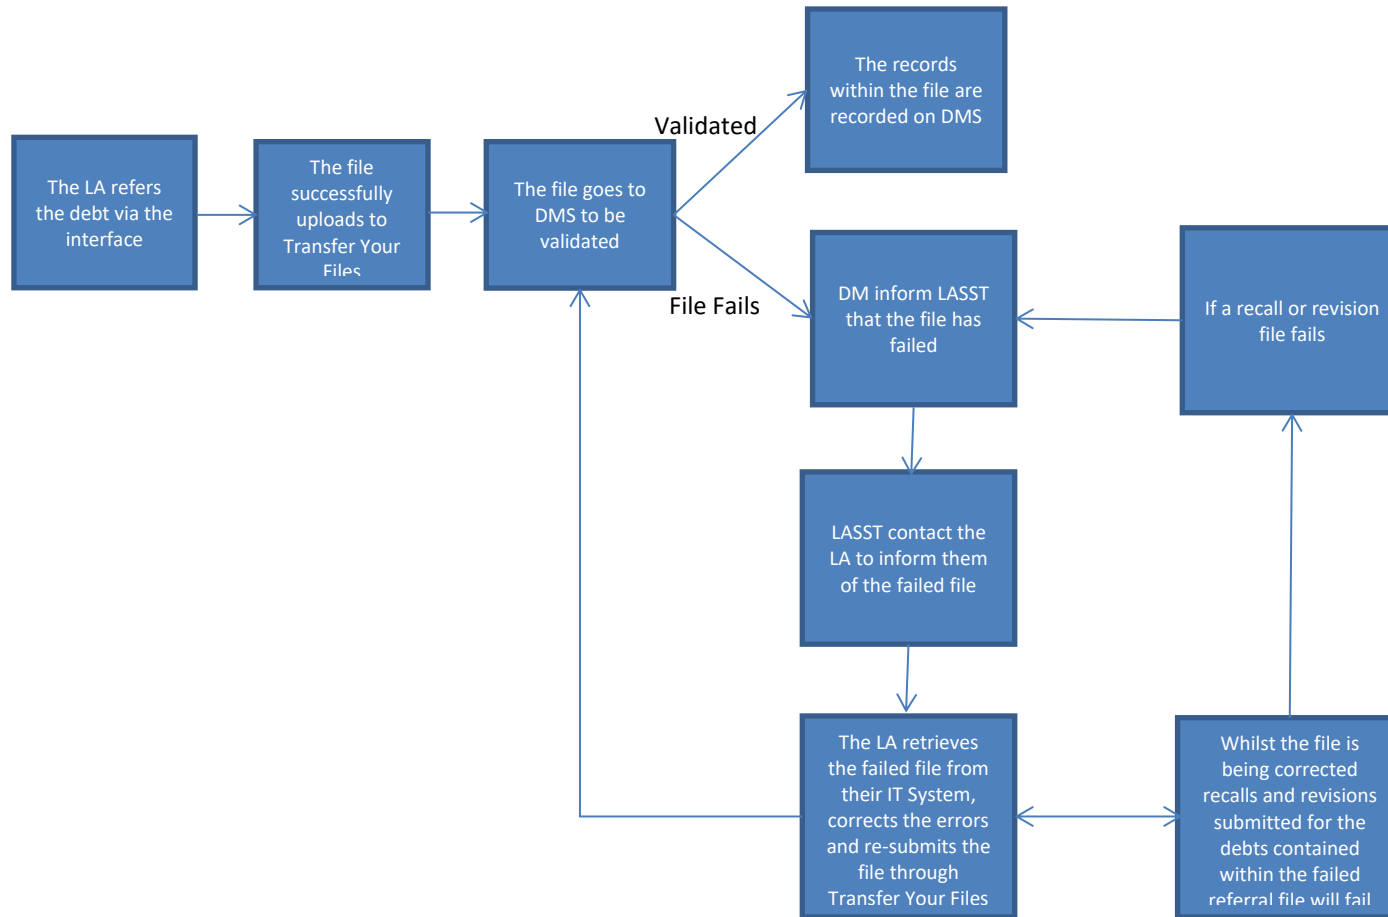 The LA refers
the debt via the
interface
The file
successfully
uploads to
Transfer Your
Files
The file goes to
DMS to be
validated
Validated
The records
within the file are
recorded on DMS
File Fails
DM inform LASST
that the file has
failed
If a recall or revision
file fails
LASST contact the
LA to inform them
of the failed file
The LA retrieves
the failed file from
their IT System,
corrects the errors
and re-submits the
file through
Transfer Your Files
Whilst the file is
being corrected
recalls and revisions
submitted for the
debts contained
within the failed
referral file will fail